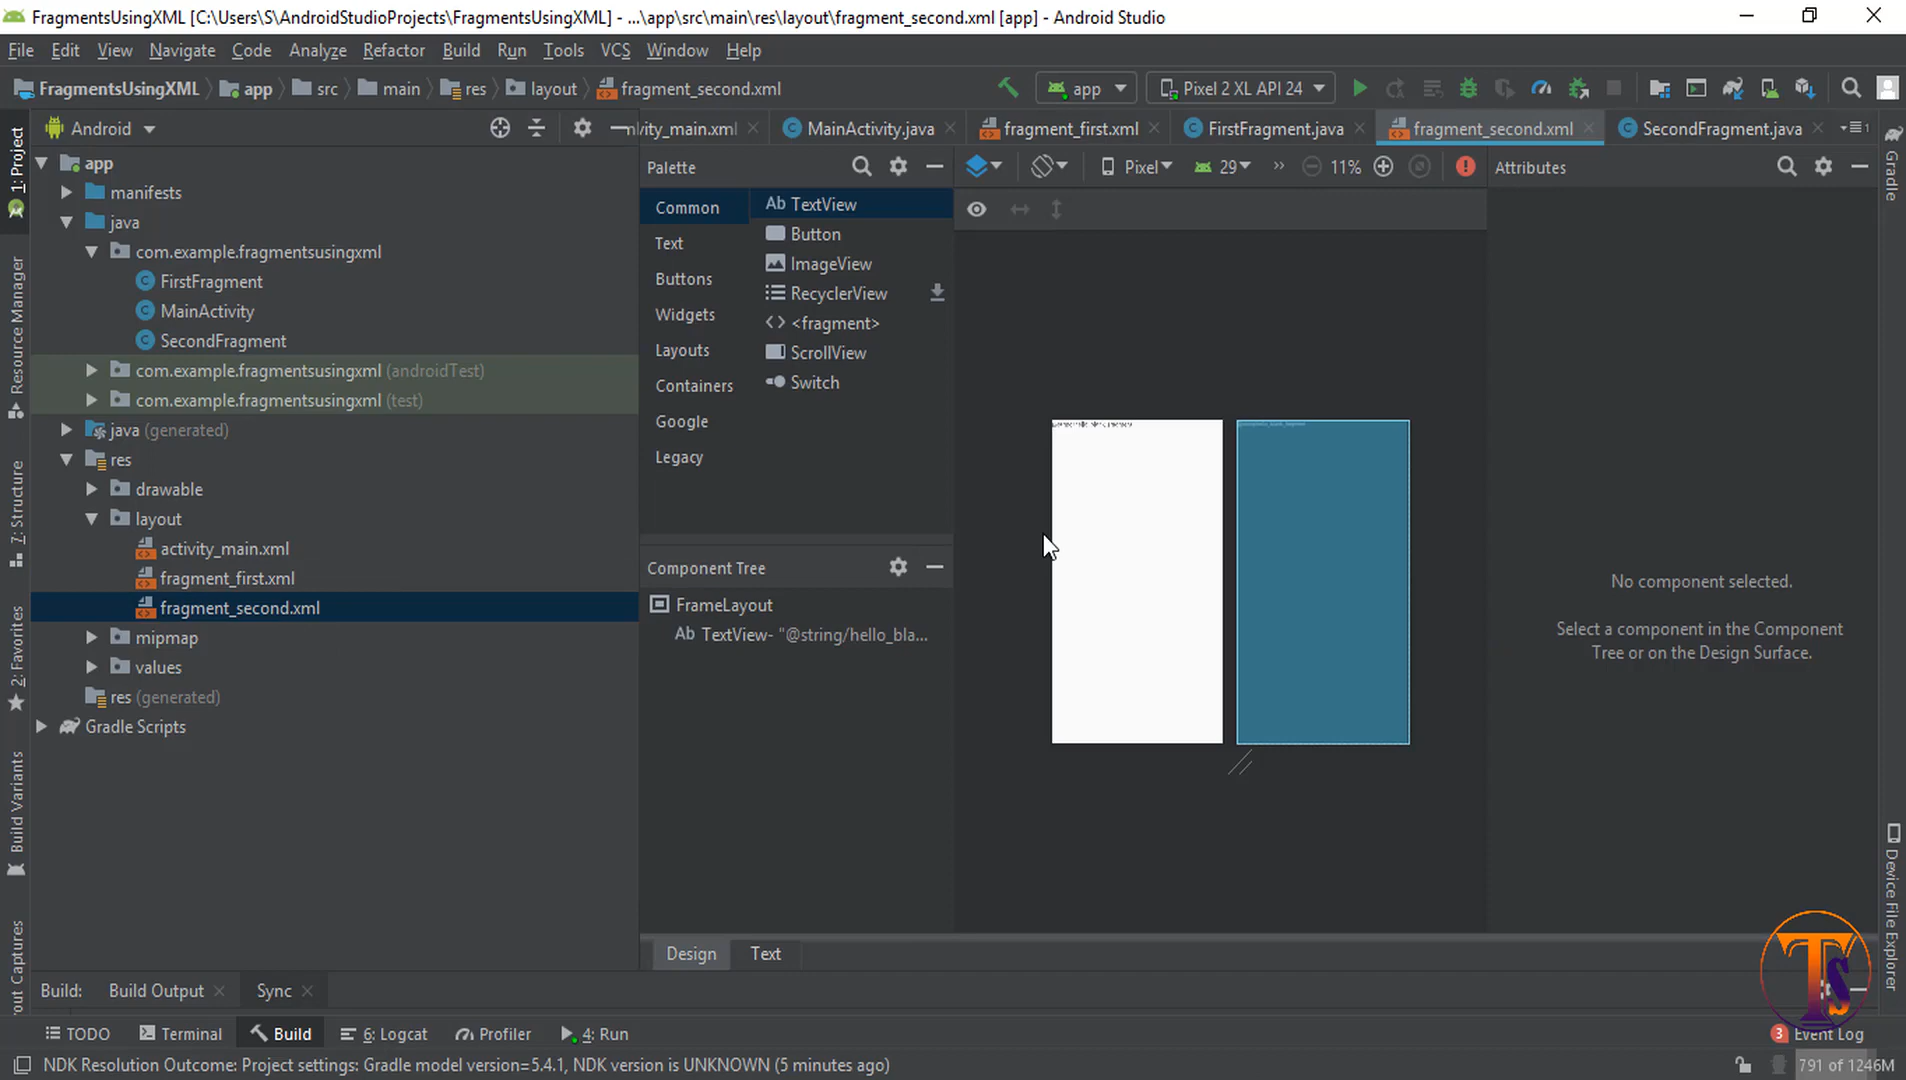 FragmentsUsingXML [C:\Users\S\AndroidStudioProjects\FragmentsUsingXML] - ...\app\src\main\res\layout\fragment_second.xml [app] - Android Studio
File Edit View Navigate Code Analyze Refactor Build Run Tools VCS Window Help
FragmentsUsingXML app src main res layout fragment_second.xml app Pixel 2 XL API 24
Android vity_main.xml MainActivity.java fragment_first.xml FirstFragment.java fragment_second.xml SecondFragment.java
1: Project
Resource Manager
7: Structure
2: Favorites
Build Variants
out Captures
app
manifests
java
com.example.fragmentsusingxml
FirstFragment
MainActivity
SecondFragment
com.example.fragmentsusingxml (androidTest)
com.example.fragmentsusingxml (test)
java (generated)
res
drawable
layout
activity_main.xml
fragment_first.xml
fragment_second.xml
mipmap
values
res (generated)
Gradle Scripts
Palette
Common
Text
Buttons
Widgets
Layouts
Containers
Google
Legacy
Ab TextView
Button
ImageView
RecyclerView
<fragment>
ScrollView
Switch
Component Tree
FrameLayout
Ab TextView- "@string/hello_bla...
Pixel 29 11%
Attributes
No component selected.
Select a component in the Component
Tree or on the Design Surface.
Gradle
Device File Explorer
Design Text
Build: Build Output Sync
TS
TODO Terminal Build 6: Logcat Profiler 4: Run 3 Event Log
NDK Resolution Outcome: Project settings: Gradle model version=5.4.1, NDK version is UNKNOWN (5 minutes ago) 791 of 1246M